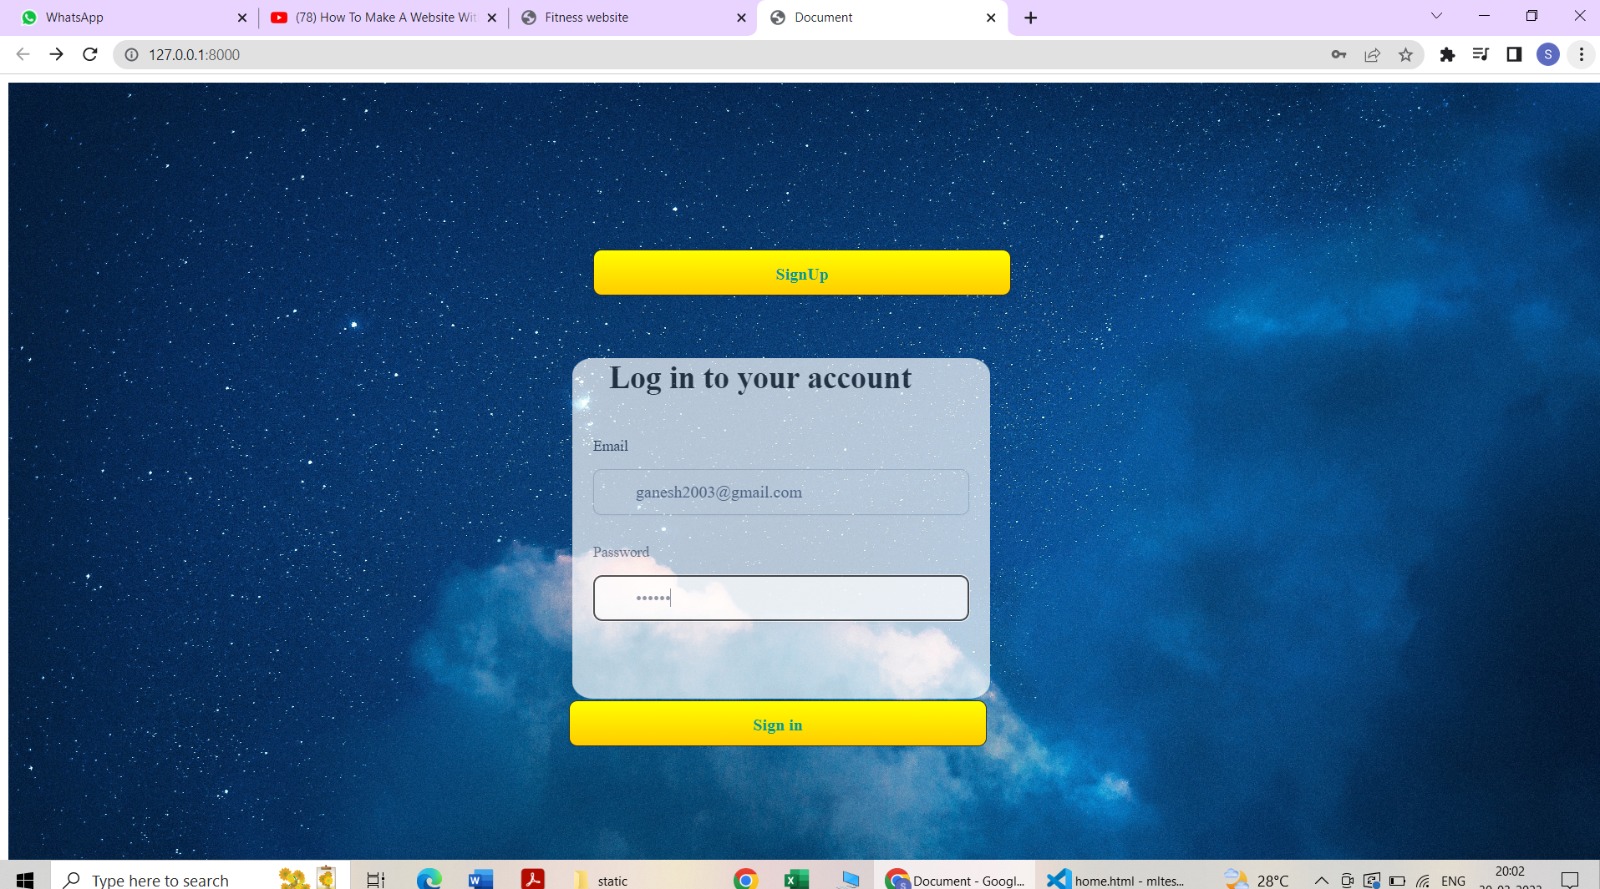 WhatsApp
(78) How To Make A Website Wit
Fitness website
Document
127.0.0.1:8000
S
SignUp
Log in to your account
Email
ganesh2003@gmail.com
Password
••••••
Sign in
Type here to search
static
Document - Googl...
home.html - mltes...
28°C
ENG
20:02